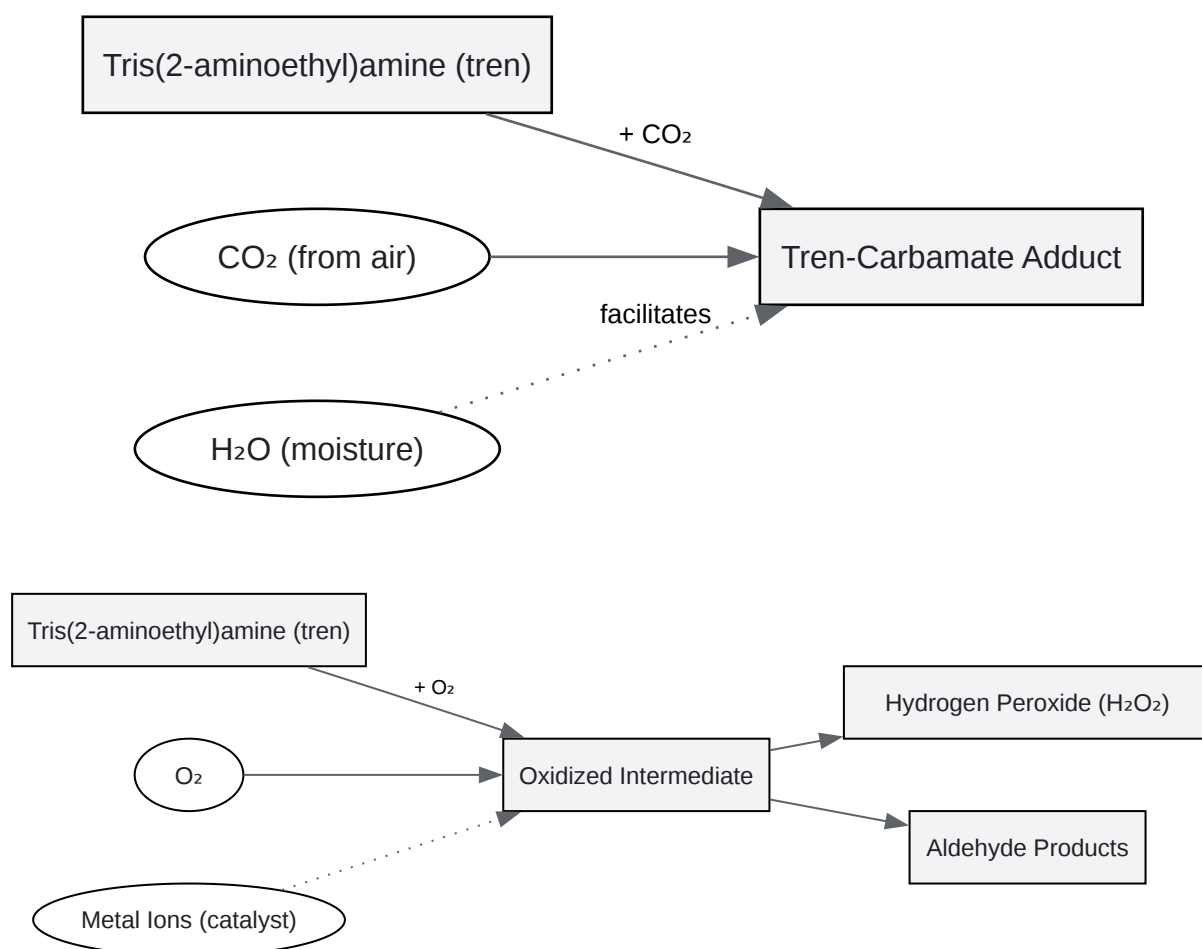 Tris(2-aminoethyl)amine (tren)
+ CO₂
CO₂ (from air)
Tren-Carbamate Adduct
facilitates
H₂O (moisture)
Tris(2-aminoethyl)amine (tren)
+ O₂
Hydrogen Peroxide (H₂O₂)
O₂
Oxidized Intermediate
Aldehyde Products
Metal Ions (catalyst)